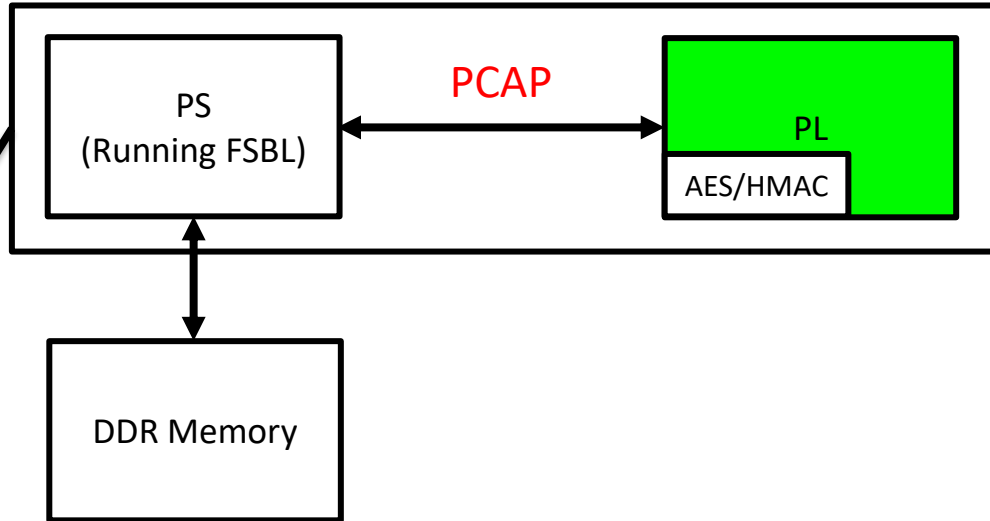 PS
(Running FSBL)
PCAP
PL
AES/HMAC
DDR Memory